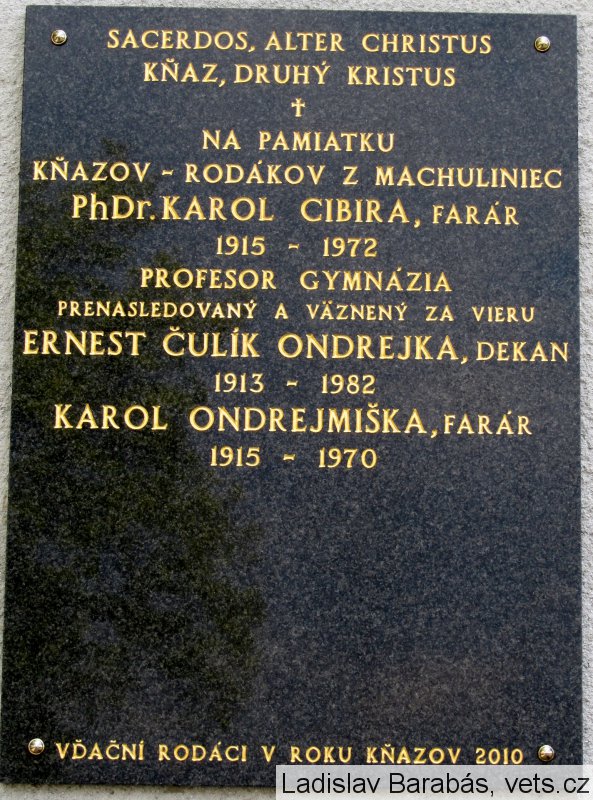 SACERDOS, ALTER CHRISTUS
KŇAZ, DRUHÝ KRISTUS
✝
NA PAMIATKU
KŇAZOV - RODÁKOV Z MACHULINIEC
PhDr. KAROL CIBIRA, FARÁR
1915 - 1972
PROFESOR GYMNÁZIA
PRENASLEDOVANÝ A VÄZNENÝ ZA VIERU
ERNEST ČULÍK ONDREJKA, DEKAN
1913 - 1982
KAROL ONDREJMIŠKA, FARÁR
1915 - 1970
VĎAČNÍ RODÁCI V ROKU KŇAZOV 2010
Ladislav Barabás, vets.cz